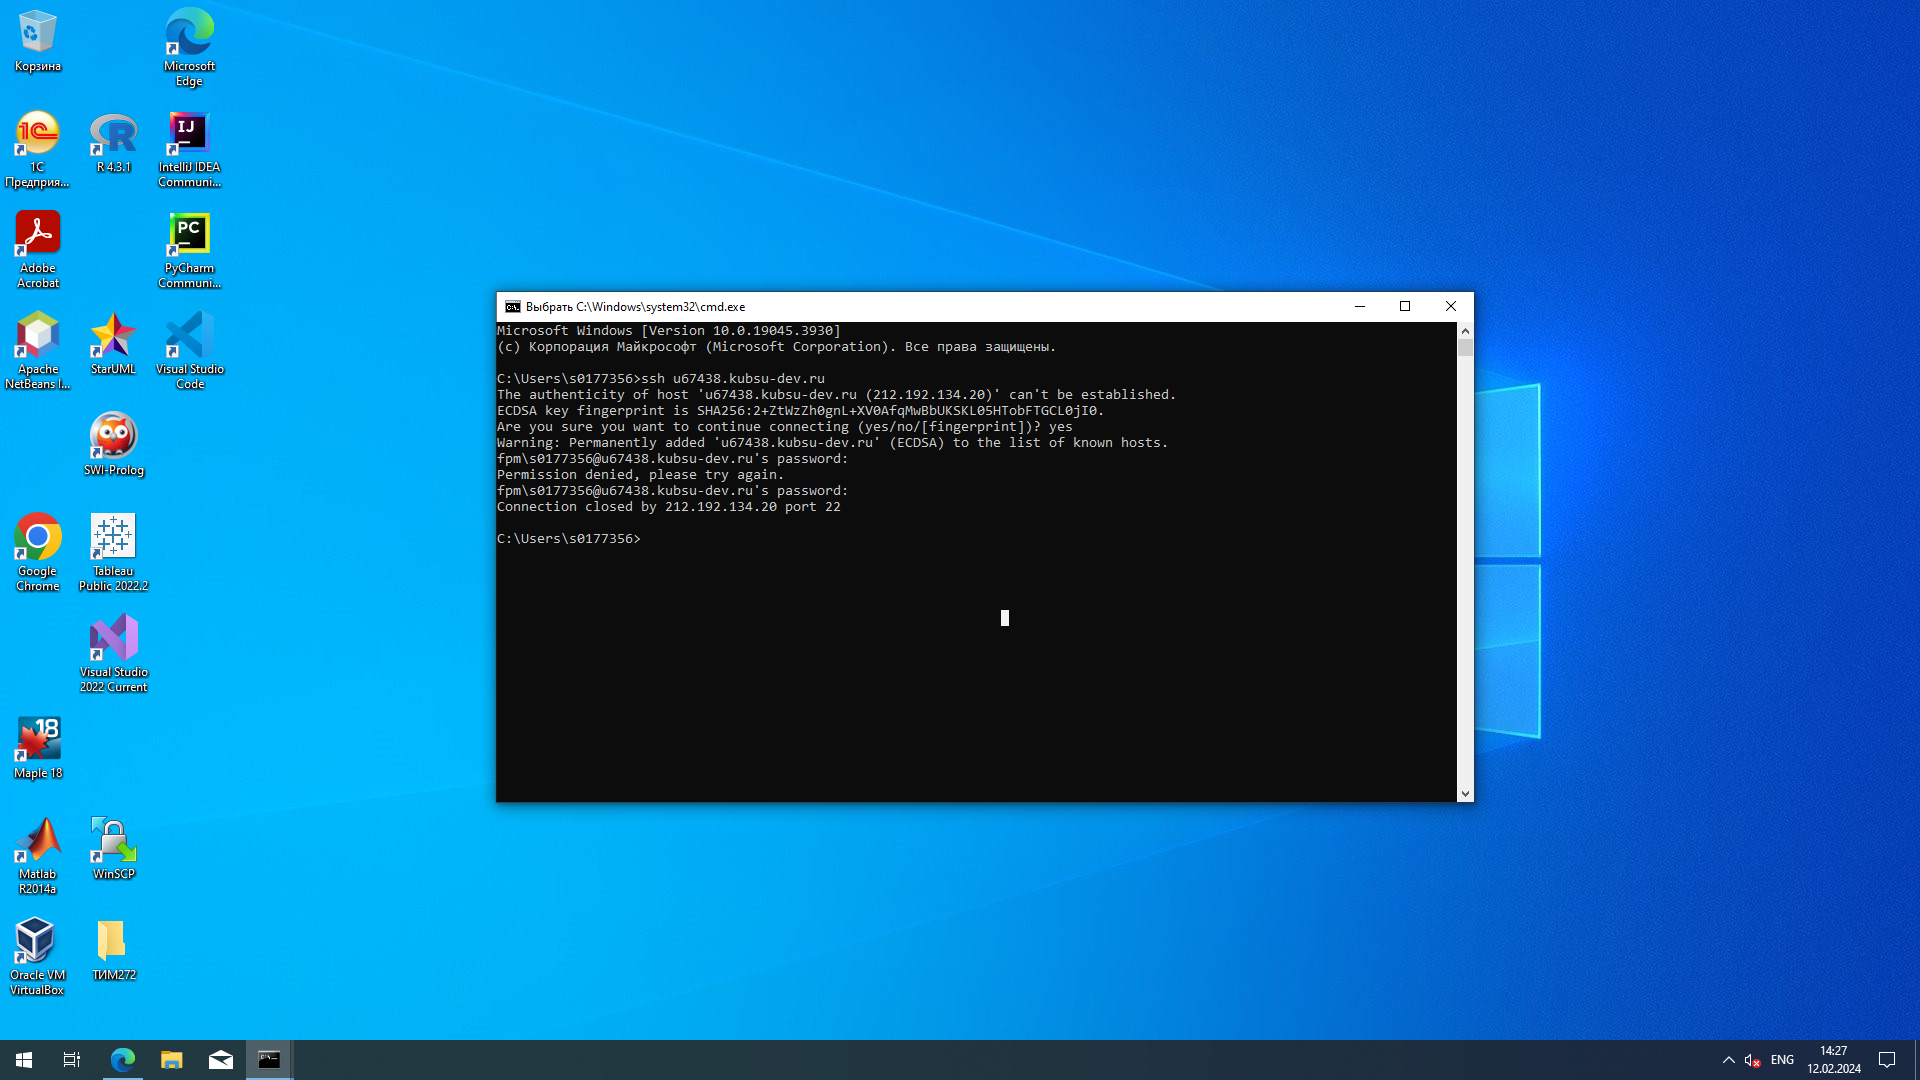 Корзина
Microsoft
Edge
1C
Предприя...
R 4.3.1
IJ
IntelliJ IDEA
Communi...
Adobe
Acrobat
PC
PyCharm
Communi...
Apache
NetBeans I...
StarUML
Visual Studio
Code
SWI-Prolog
Google
Chrome
Tableau
Public 2022.2
Visual Studio
2022 Current
18
Maple 18
Matlab
R2014a
WinSCP
Oracle VM
VirtualBox
ТИМ272
Выбрать C:\Windows\system32\cmd.exe
Microsoft Windows [Version 10.0.19045.3930]
(c) Корпорация Майкрософт (Microsoft Corporation). Все права защищены.
C:\Users\s0177356>ssh u67438.kubsu-dev.ru
The authenticity of host 'u67438.kubsu-dev.ru (212.192.134.20)' can't be established.
ECDSA key fingerprint is SHA256:2+ZtWzZh0gnL+XV0AfqMwBbUKSKL05HTobFTGCL0jI0.
Are you sure you want to continue connecting (yes/no/[fingerprint])? yes
Warning: Permanently added 'u67438.kubsu-dev.ru' (ECDSA) to the list of known hosts.
fpm\s0177356@u67438.kubsu-dev.ru's password:
Permission denied, please try again.
fpm\s0177356@u67438.kubsu-dev.ru's password:
Connection closed by 212.192.134.20 port 22
C:\Users\s0177356>
ENG
14:27
12.02.2024